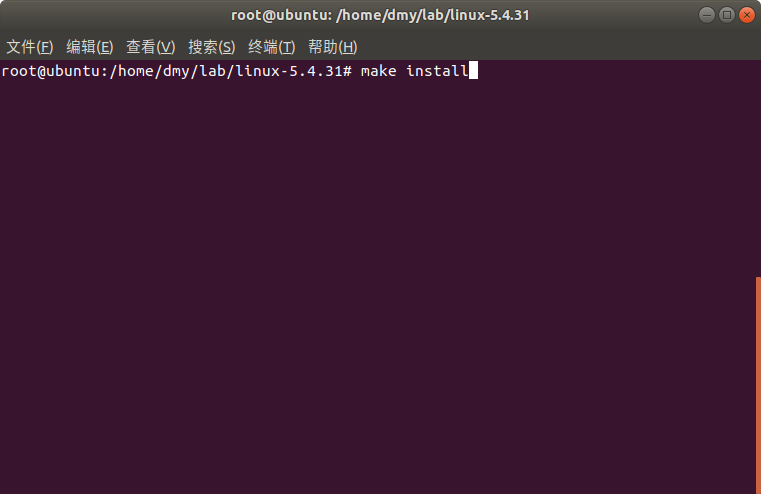 root@ubuntu: /home/dmy/lab/linux-5.4.31
文件(F) 编辑(E) 查看(V) 搜索(S) 终端(T) 帮助(H)
root@ubuntu:/home/dmy/lab/linux-5.4.31# make install